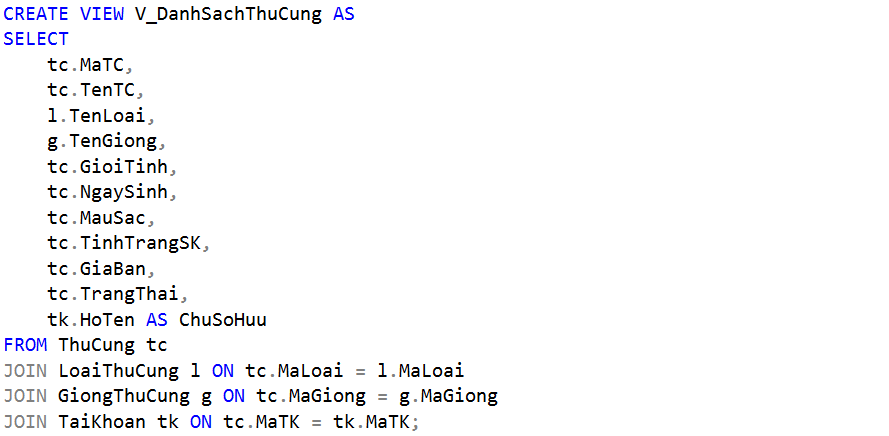 CREATE VIEW V_DanhSachThuCung AS
SELECT
    tc.MaTC,
    tc.TenTC,
    l.TenLoai,
    g.TenGiong,
    tc.GioiTinh,
    tc.NgaySinh,
    tc.MauSac,
    tc.TinhTrangSK,
    tc.GiaBan,
    tc.TrangThai,
    tk.HoTen AS ChuSoHuu
FROM ThuCung tc
JOIN LoaiThuCung l ON tc.MaLoai = l.MaLoai
JOIN GiongThuCung g ON tc.MaGiong = g.MaGiong
JOIN TaiKhoan tk ON tc.MaTK = tk.MaTK;